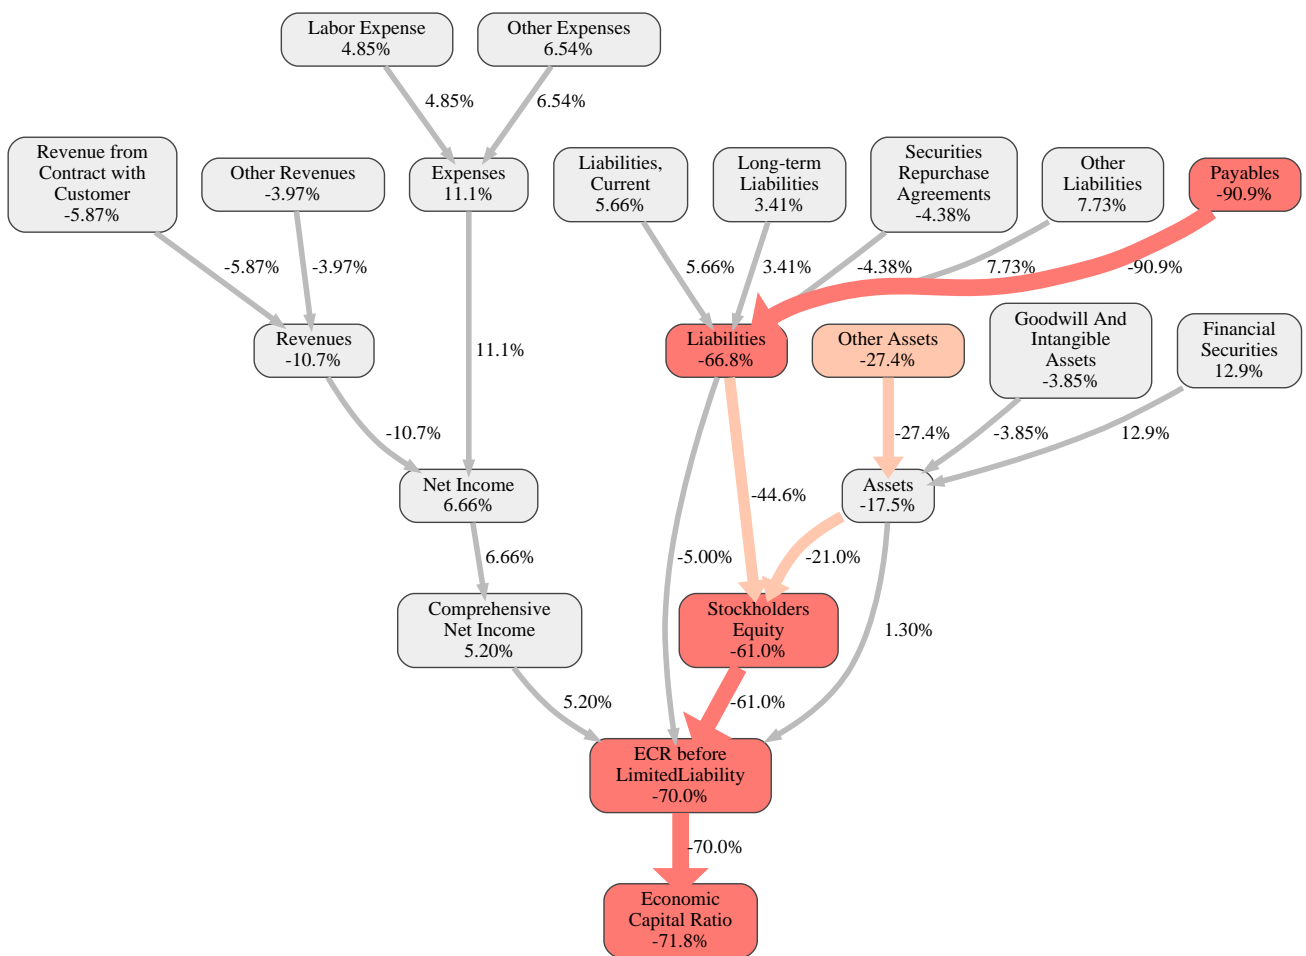 Labor Expense
4.85%
Other Expenses
6.54%
4.85%
6.54%
Revenue from
Contract with
Customer
-5.87%
Other Revenues
-3.97%
Expenses
11.1%
Liabilities,
Current
5.66%
Long-term
Liabilities
3.41%
Securities
Repurchase
Agreements
-4.38%
Other
Liabilities
7.73%
Payables
-90.9%
-5.87%
-3.97%
5.66%
3.41%
-4.38%
7.73%
-90.9%
Revenues
-10.7%
11.1%
Liabilities
-66.8%
Other Assets
-27.4%
Goodwill And
Intangible
Assets
-3.85%
Financial
Securities
12.9%
-10.7%
-27.4%
-3.85%
12.9%
Net Income
6.66%
-44.6%
Assets
-17.5%
6.66%
-5.00%
-21.0%
Comprehensive
Net Income
5.20%
Stockholders
Equity
-61.0%
1.30%
5.20%
-61.0%
ECR before
LimitedLiability
-70.0%
-70.0%
Economic
Capital Ratio
-71.8%